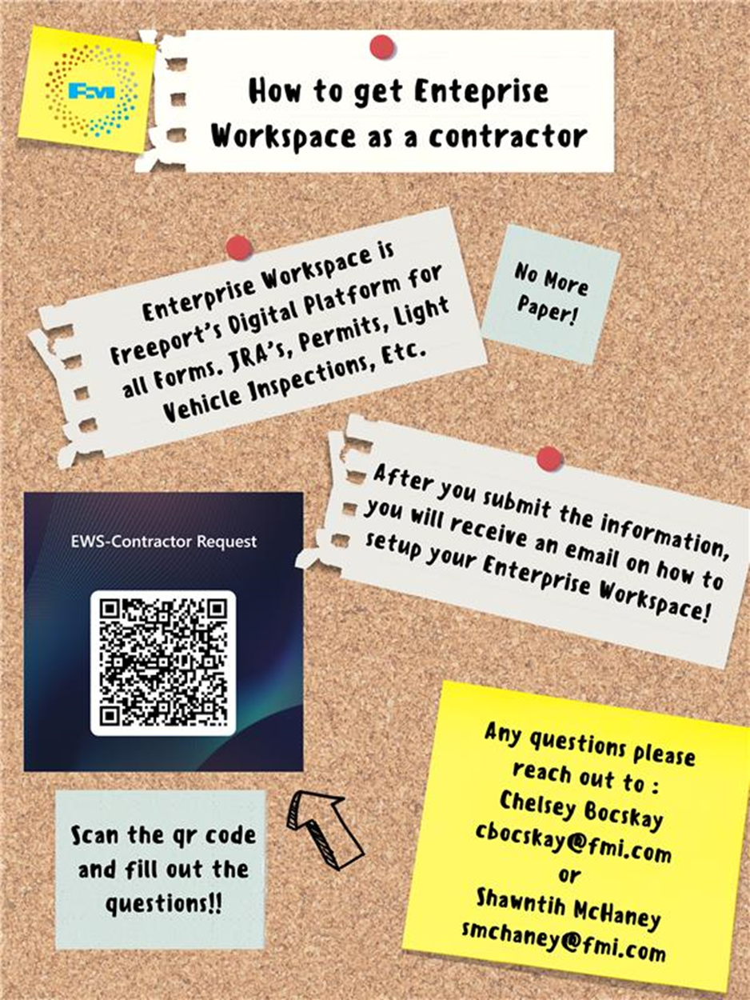 FMI
How to get Enteprise
Workspace as a contractor
Enterprise Workspace is
Freeport's Digital Platform for
all Forms. JRA's, Permits, Light
Vehicle Inspections, Etc.
No More
Paper!
After you submit the information,
you will receive an email on how to
setup your Enterprise Workspace!
EWS-Contractor Request
Scan the qr code
and fill out the
questions!!
Any questions please
reach out to :
Chelsey Bocskay
cbocskay@fmi.com
or
Shawntih McHaney
smchaney@fmi.com